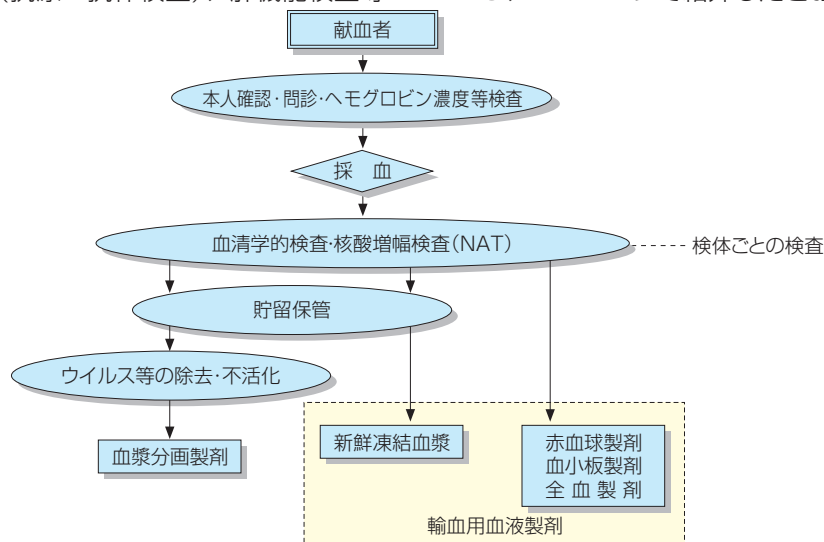 献血者
本人確認・問診・ヘモグロビン濃度等検査
採 血
血清学的検査・核酸増幅検査(NAT)
検体ごとの検査
貯留保管
ウイルス等の除去・不活化
血漿分画製剤
新鮮凍結血漿
赤血球製剤
血小板製剤
全 血 製 剤
輸血用血液製剤